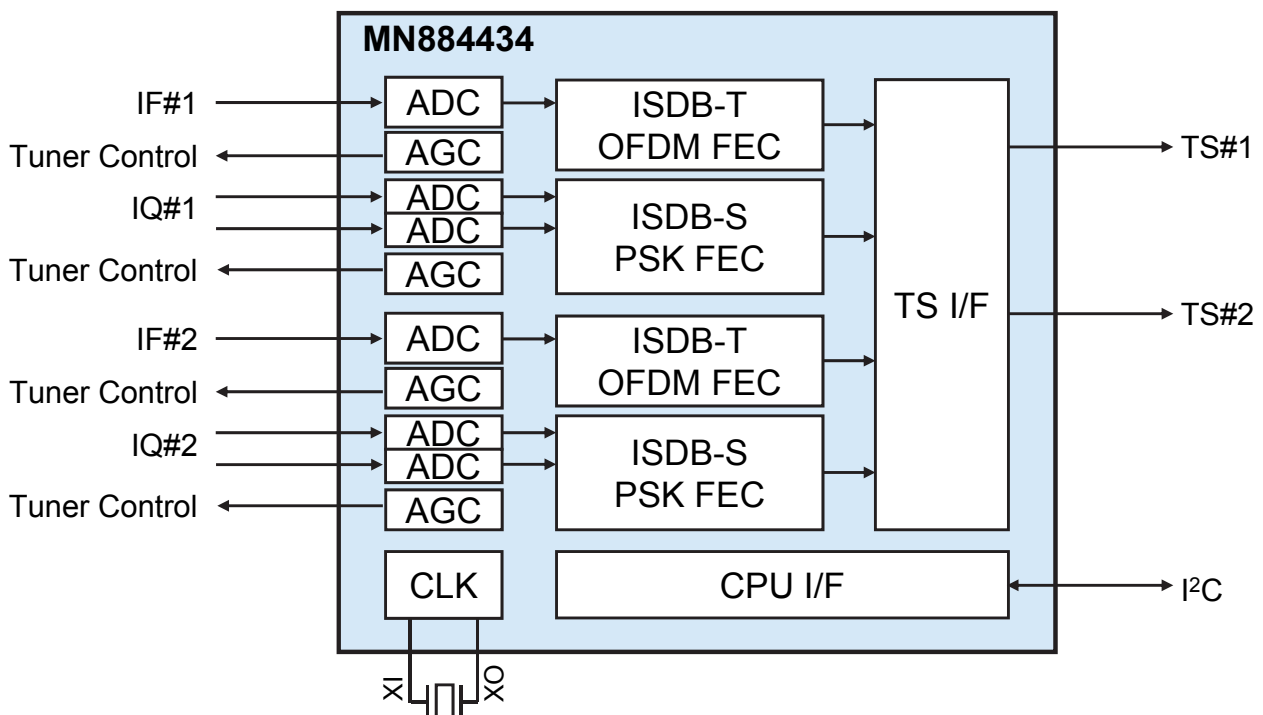 MN884434
IF#1
ADC
ISDB-T
OFDM FEC
Tuner Control
AGC
IQ#1
ADC
ADC
ISDB-S
PSK FEC
Tuner Control
AGC
IF#2
ADC
ISDB-T
OFDM FEC
Tuner Control
AGC
IQ#2
ADC
ADC
ISDB-S
PSK FEC
Tuner Control
AGC
TS I/F
TS#1
TS#2
CLK
CPU I/F
I²C
XI
XO